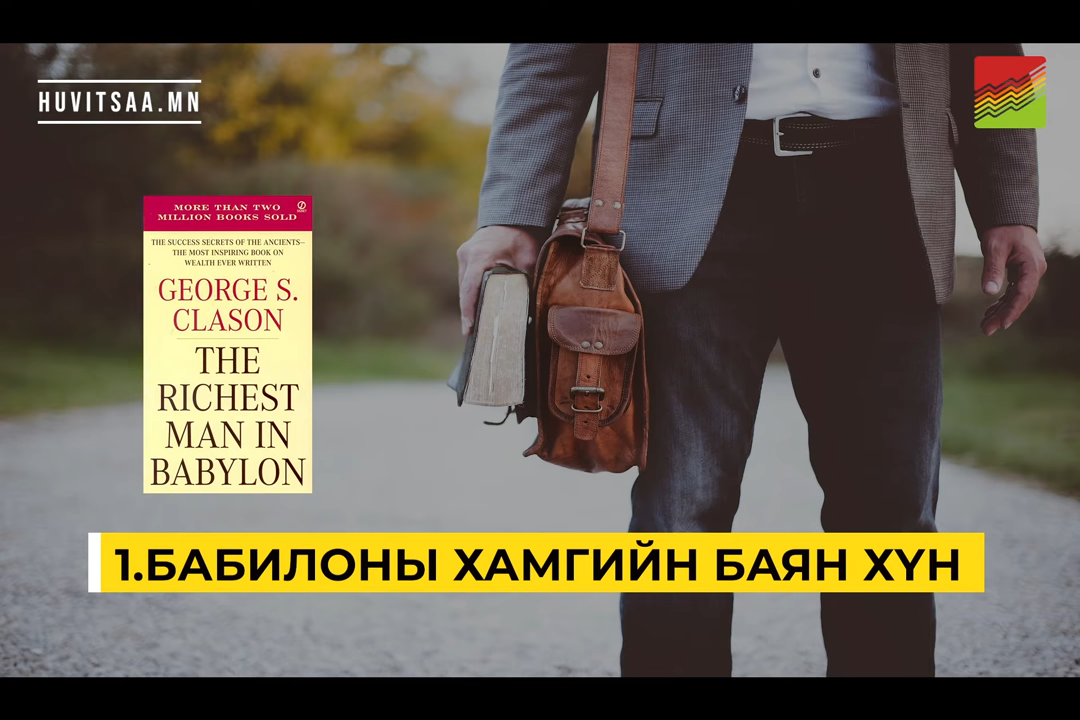 HUVITSAA.MN
MORE THAN TWO
MILLION BOOKS SOLD
THE SUCCESS SECRETS OF THE ANCIENTS—
THE MOST INSPIRING BOOK ON
WEALTH EVER WRITTEN
GEORGE S.
CLASON
THE
RICHEST
MAN IN
BABYLON
1.БАБИЛОНЫ ХАМГИЙН БАЯН ХҮН